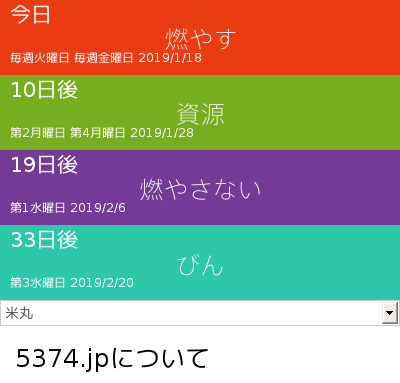 今日
燃やす
毎週火曜日 毎週金曜日 2019/1/18
10日後
資源
第2月曜日 第4月曜日 2019/1/28
19日後
燃やさない
第1水曜日 2019/2/6
33日後
びん
第3水曜日 2019/2/20
米丸
5374.jpについて